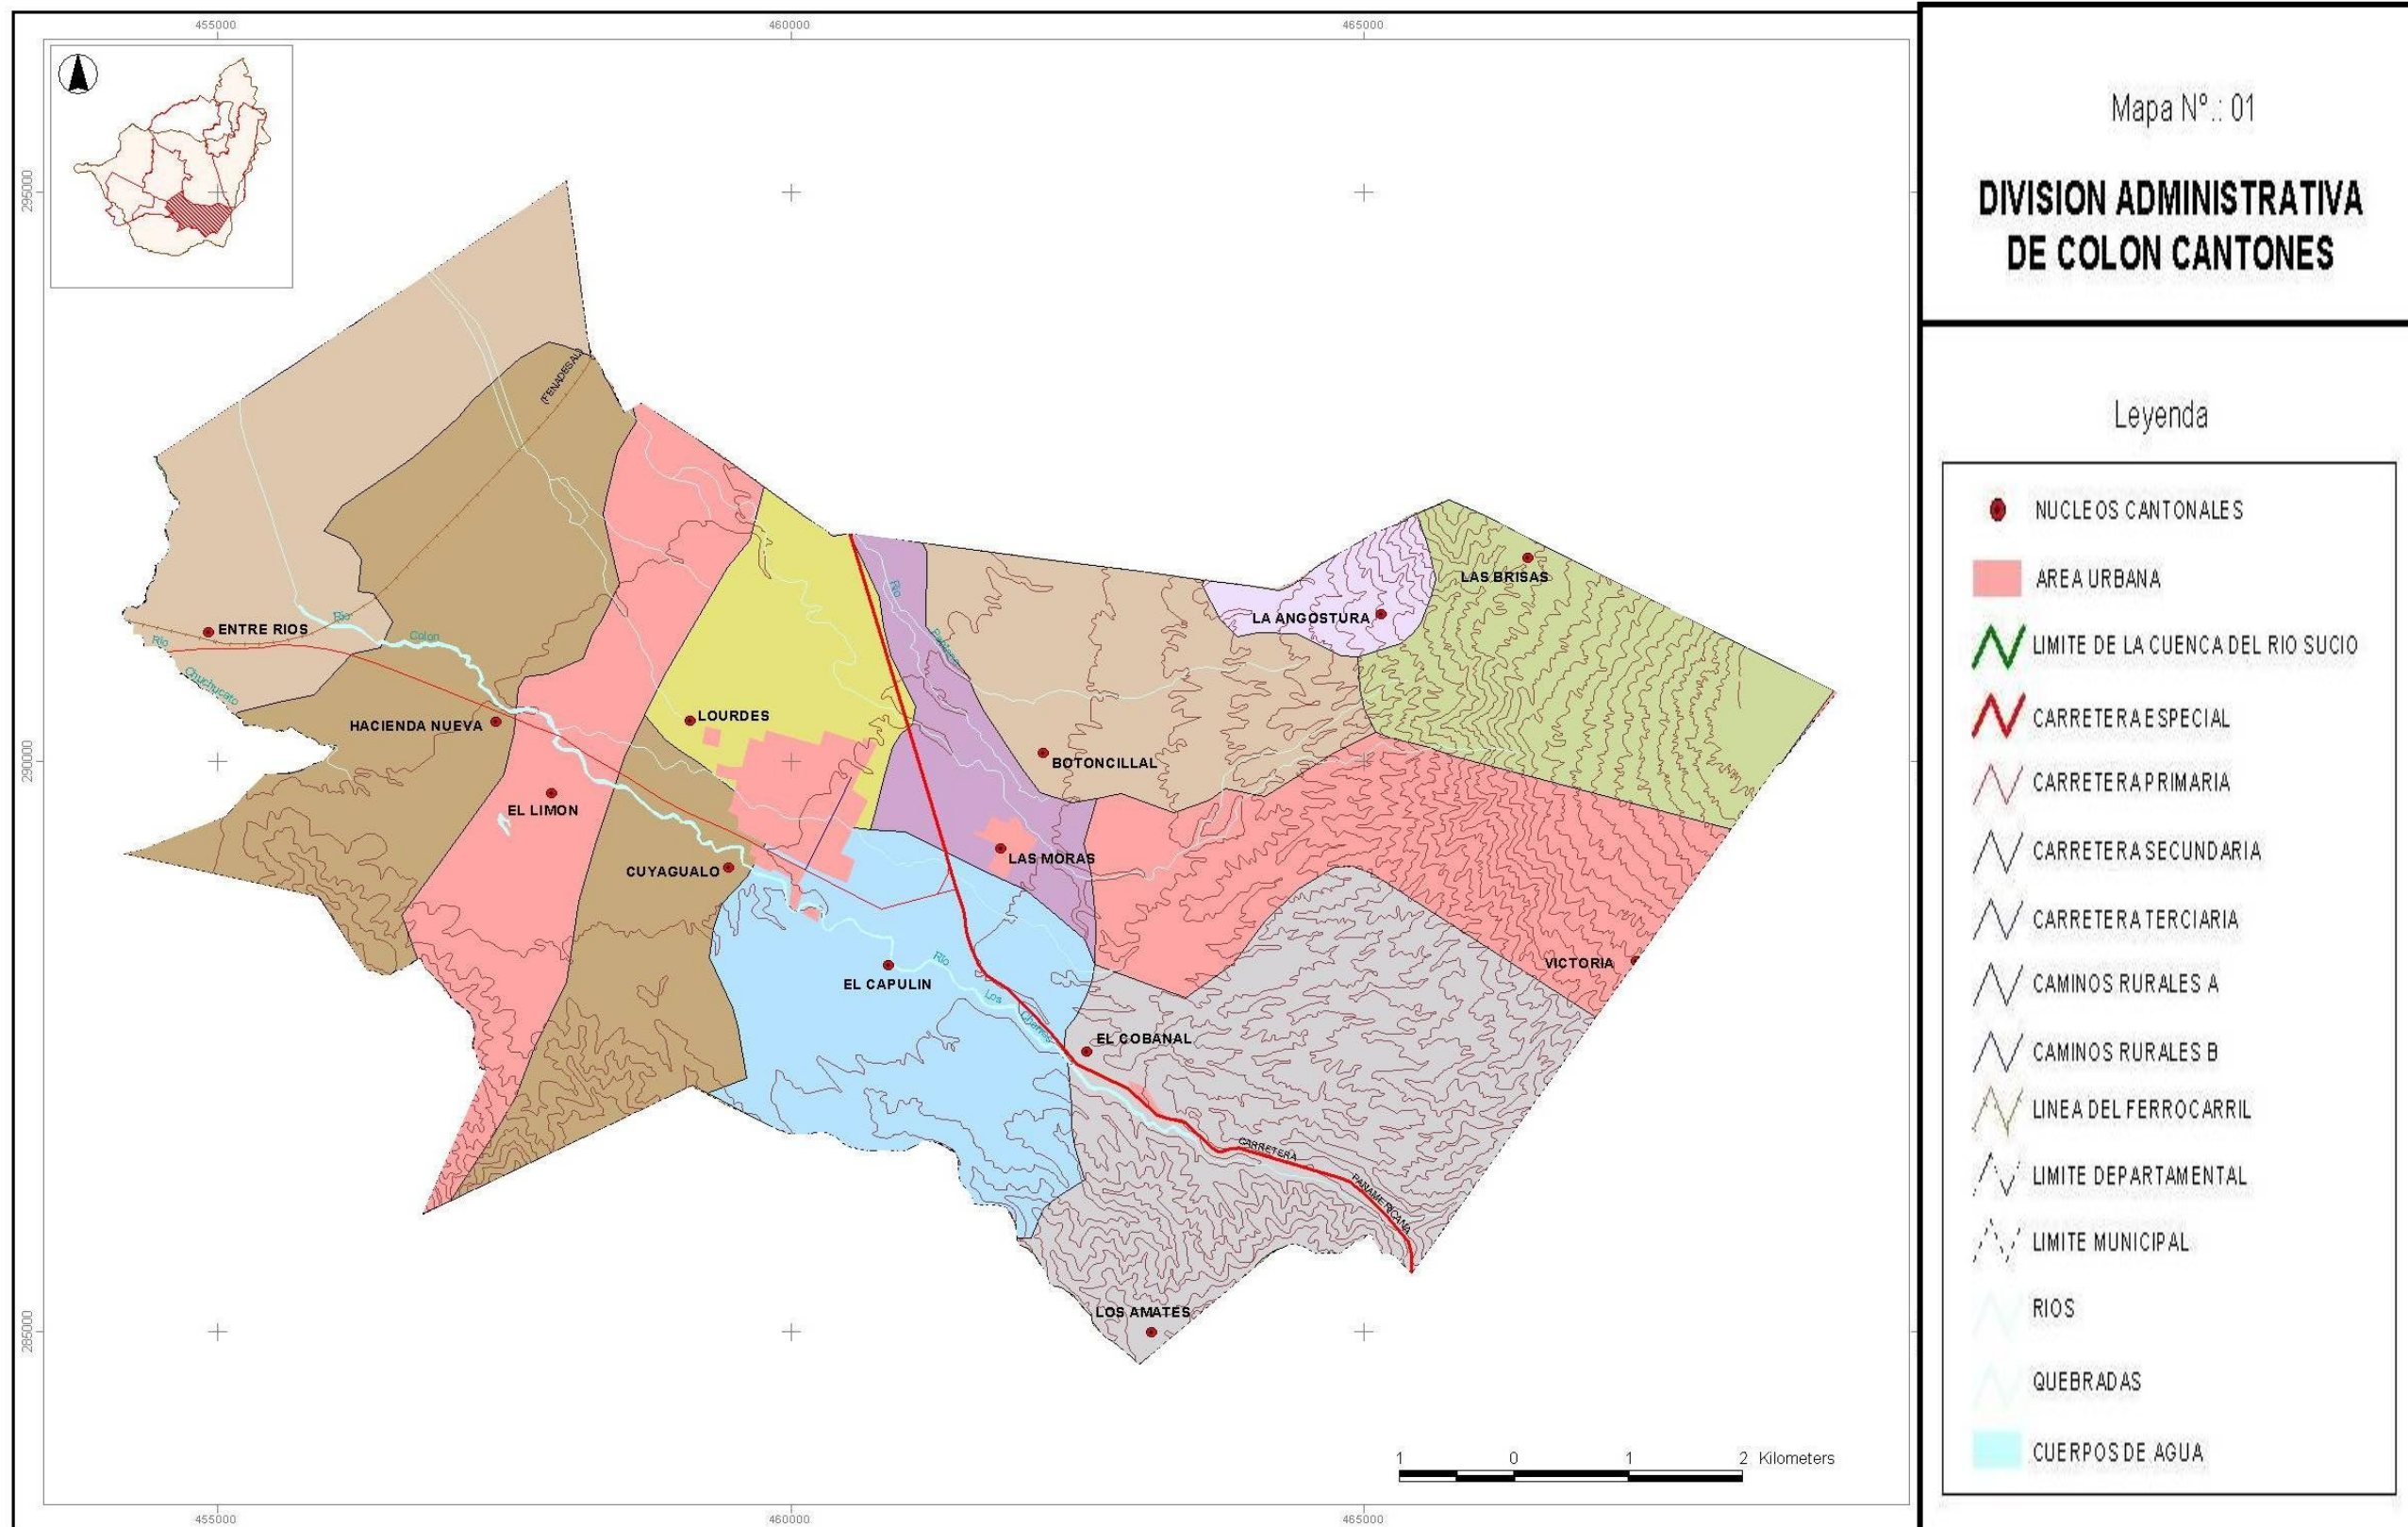 455000
460000
465000
295000
290000
285000
(FENADESAL)
LAS BRISAS
LA ANGOSTURA
ENTRE RIOS
Rio
Colon
Rio
Chuchucato
Rio
LOURDES
HACIENDA NUEVA
BOTONCILLAL
EL LIMON
LAS MORAS
CUYAGUALO
VICTORIA
Rio
EL CAPULIN
Los
EL COBANAL
CARRETERA
PANAMERICANA
LOS AMATES
1 0 1 2 Kilometers
455000
460000
465000
Mapa Nº.: 01
DIVISION ADMINISTRATIVA
DE COLON CANTONES
Leyenda
NUCLEOS CANTONALES
AREA URBANA
LIMITE DE LA CUENCA DEL RIO SUCIO
CARRETERA ESPECIAL
CARRETERA PRIMARIA
CARRETERA SECUNDARIA
CARRETERA TERCIARIA
CAMINOS RURALES A
CAMINOS RURALES B
LINEA DEL FERROCARRIL
LIMITE DEPARTAMENTAL
LIMITE MUNICIPAL
RIOS
QUEBRADAS
CUERPOS DE AGUA